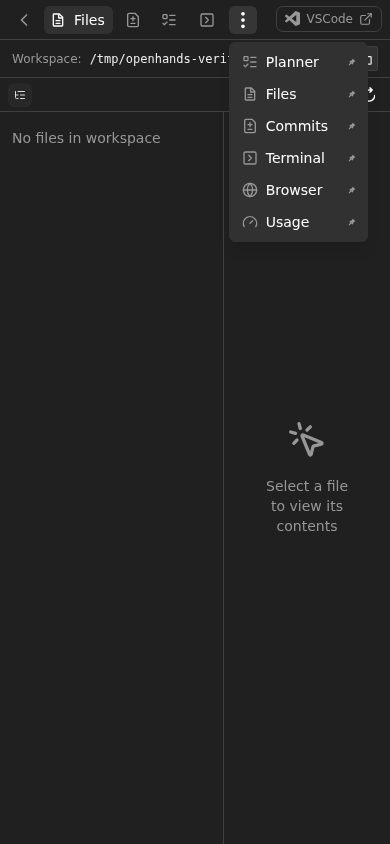 Files
VSCode
Workspace: /tmp/openhands-veri
Planner
Files
Commits
Terminal
Browser
Usage
No files in workspace
Select a file
to view its
contents